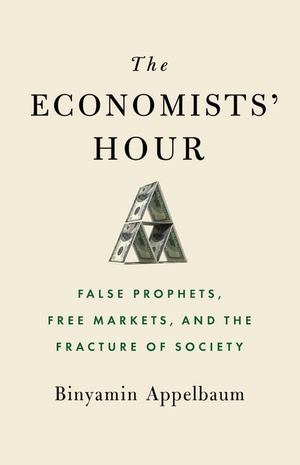 The
ECONOMISTS’
HOUR
FALSE PROPHETS,
FREE MARKETS, AND THE
FRACTURE OF SOCIETY
Binyamin Appelbaum